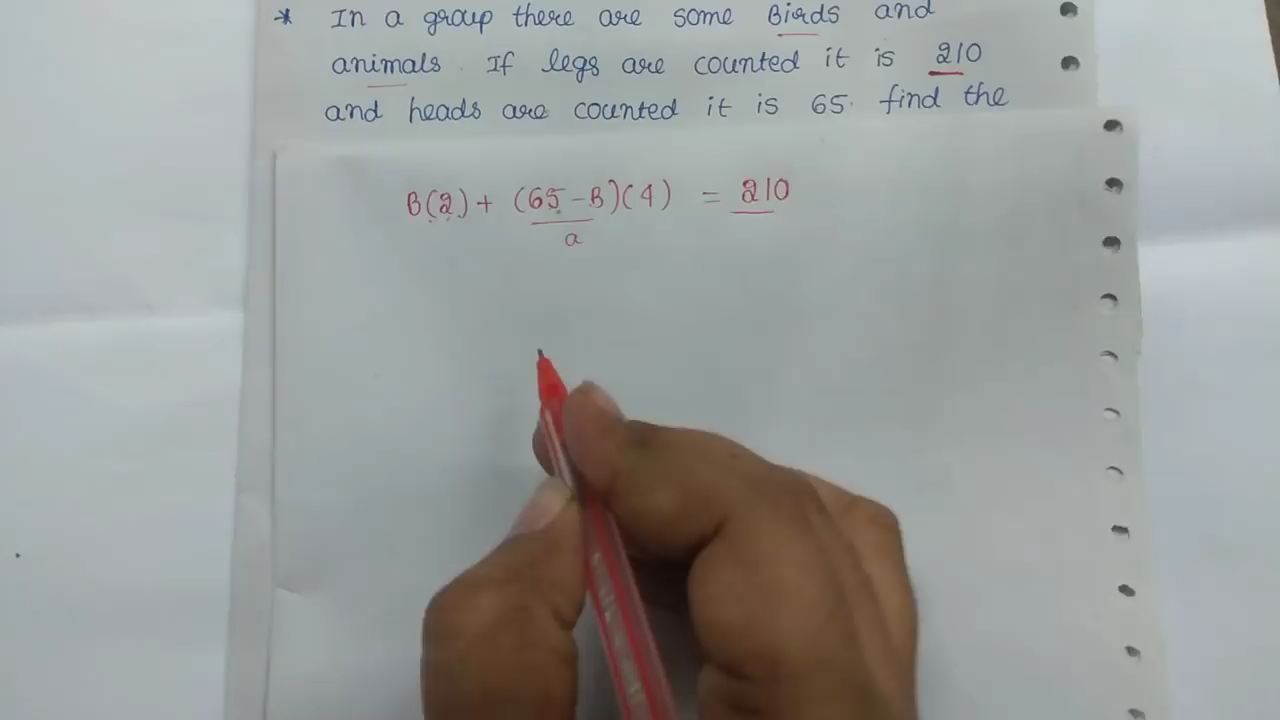 * In a group there are some Birds and
animals. If legs are counted it is 210
and heads are counted it is 65. find the
B(2) + (65 - B)(4) = 210
a